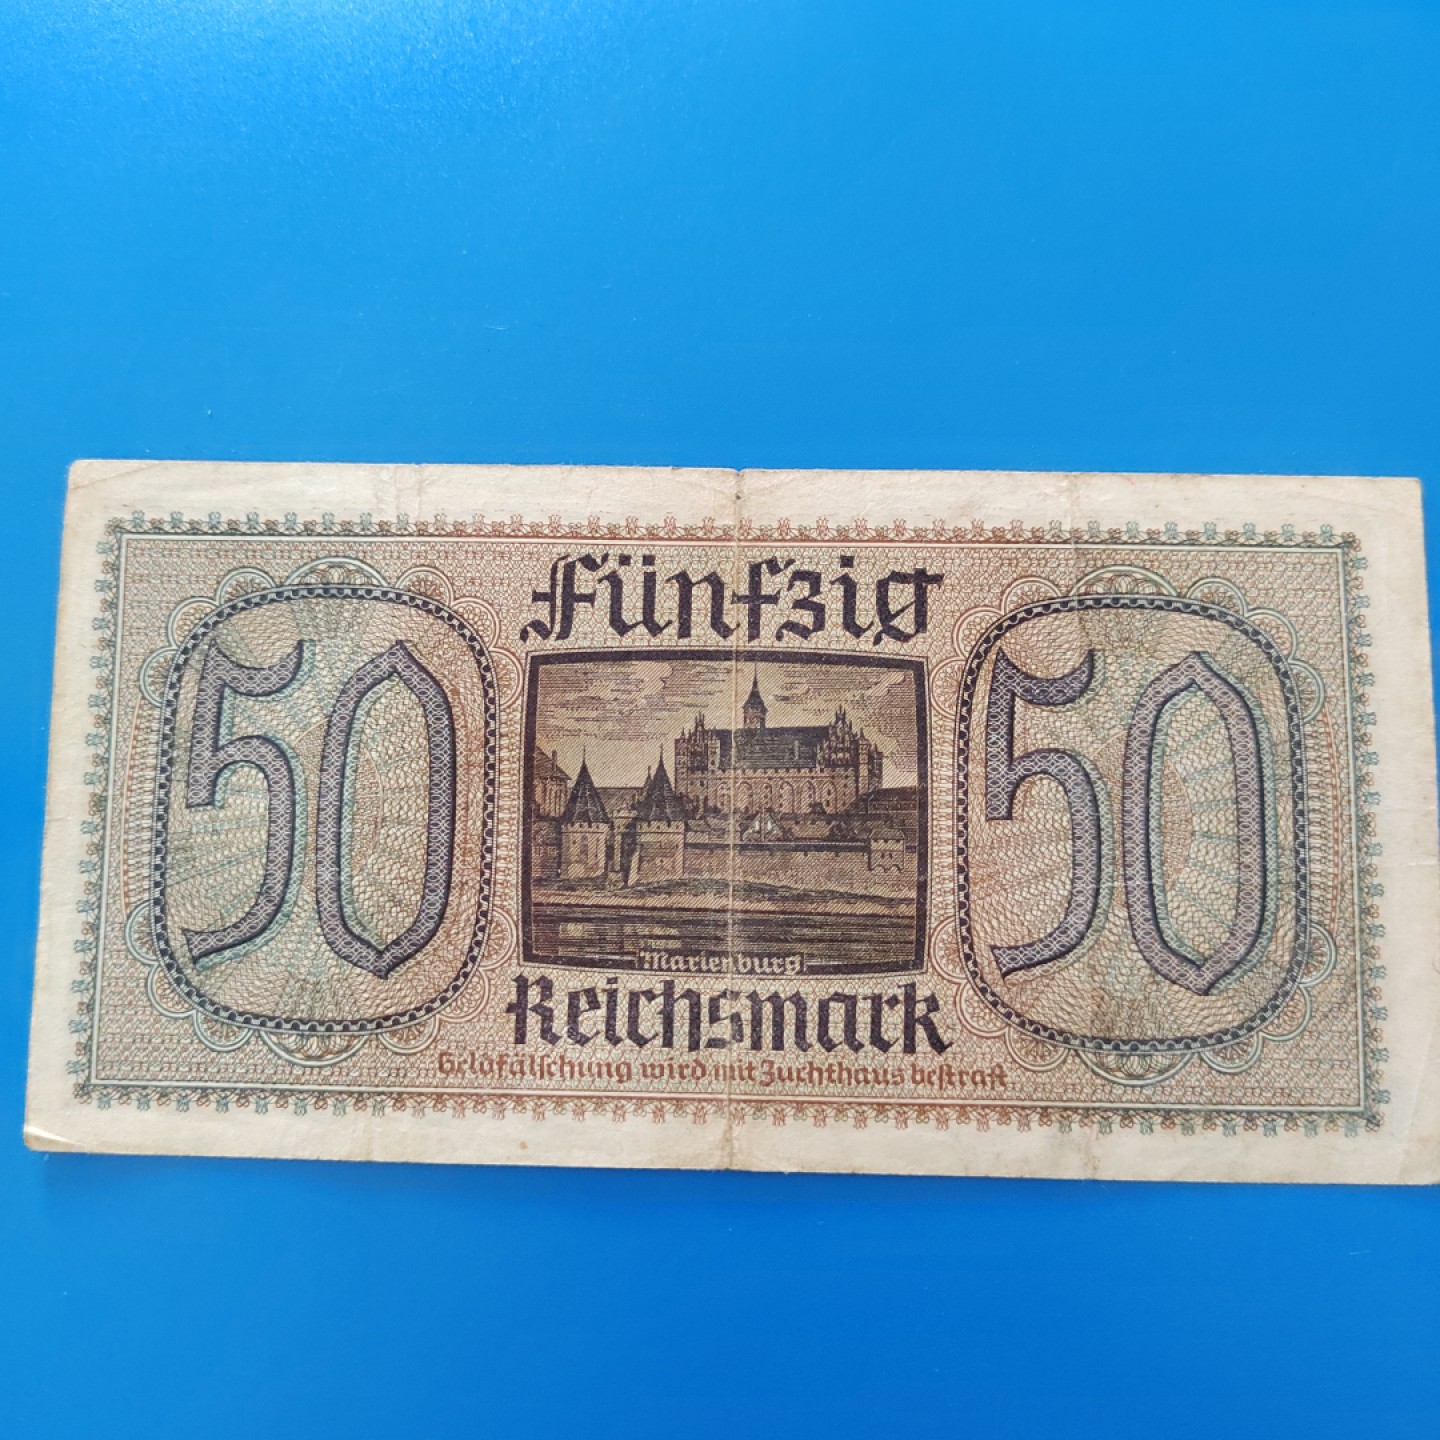 Fünfzig
50
50
Marienburg
Reichsmark
Geldfälschung wird mit Zuchthaus bestraft